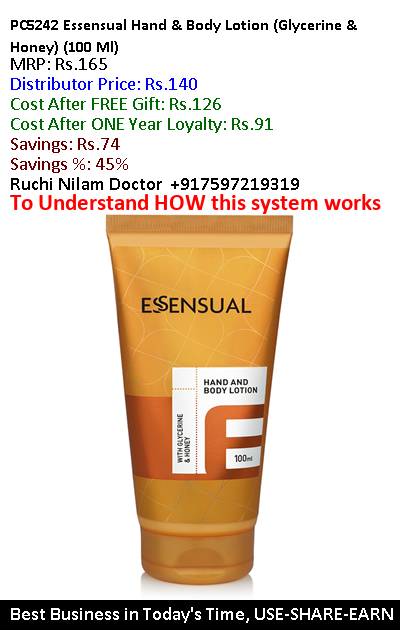 PC5242 Essensual Hand & Body Lotion (Glycerine &
Honey) (100 Ml)
MRP: Rs.165
Distributor Price: Rs.140
Cost After FREE Gift: Rs.126
Cost After ONE Year Loyalty: Rs.91
Savings: Rs.74
Savings %: 45%
Ruchi Nilam Doctor +917597219319
To Understand HOW this system works
ESSENSUAL
HAND AND
BODY LOTION
WITH GLYCERINE
& HONEY
100ml
Best Business in Today's Time, USE-SHARE-EARN